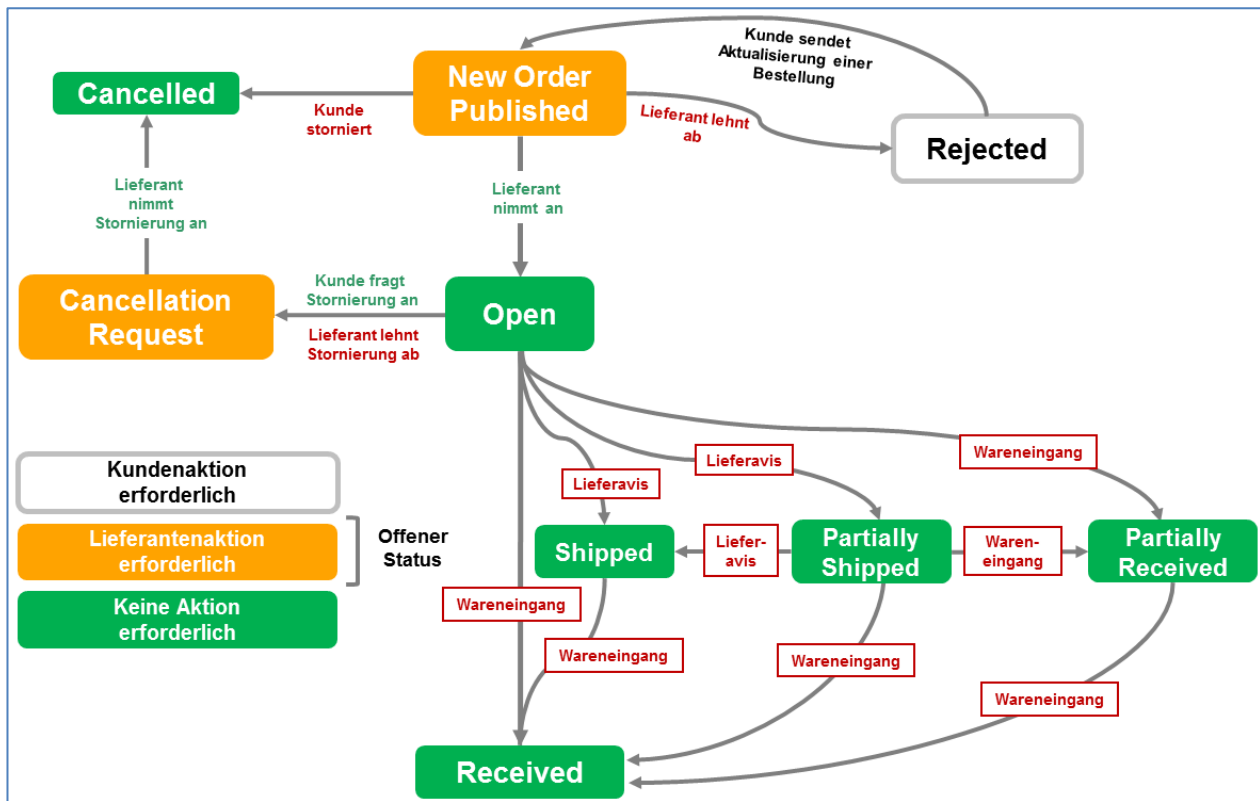 Kunde sendet
Aktualisierung einer
Bestellung
New Order
Published
Cancelled
Kunde
storniert
Lieferant lehnt
ab
Rejected
Lieferant
nimmt
Stornierung an
Lieferant
nimmt an
Cancellation
Request
Kunde fragt
Stornierung an
Lieferant lehnt
Stornierung ab
Open
Kundenaktion
erforderlich
Lieferantenaktion
erforderlich
Keine Aktion
erforderlich
Offener
Status
Lieferavis
Lieferavis
Wareneingang
Shipped
Liefer-
avis
Partially
Shipped
Waren-
eingang
Partially
Received
Wareneingang
Wareneingang
Wareneingang
Wareneingang
Received